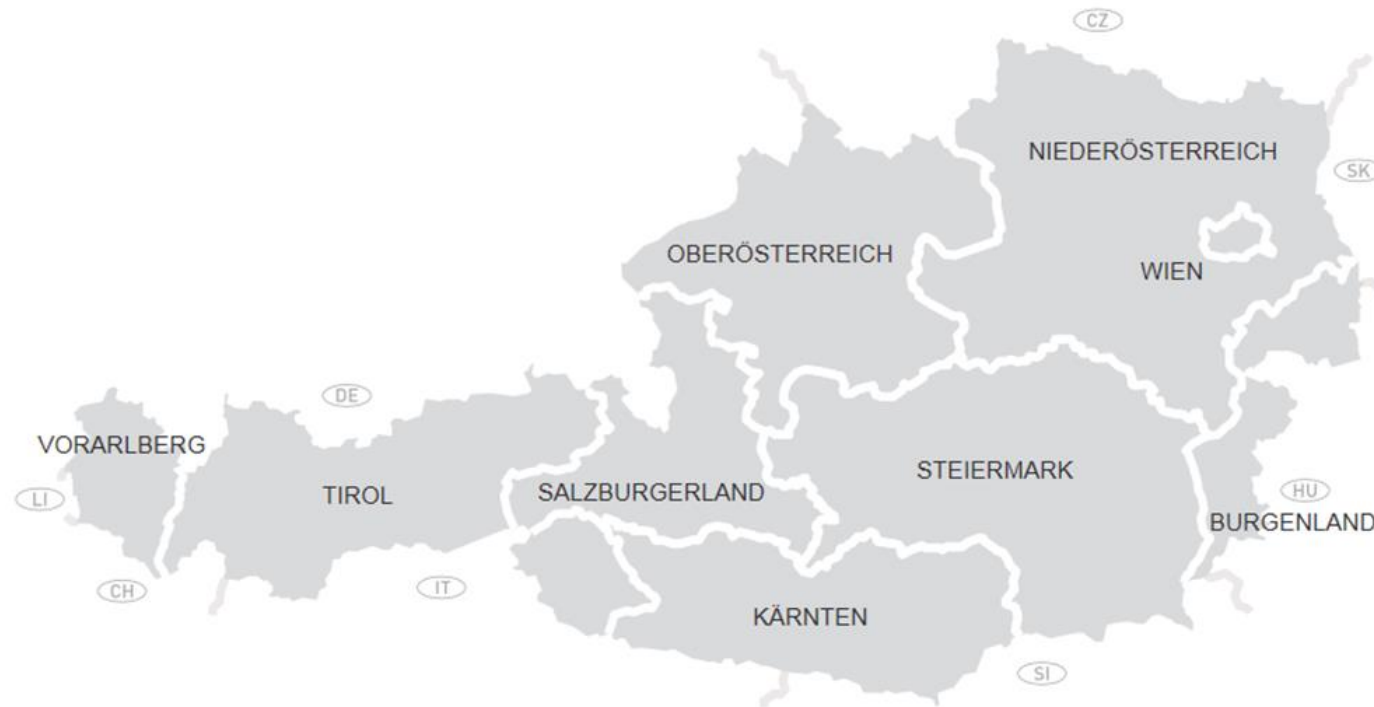 CZ
NIEDERÖSTERREICH
SK
OBERÖSTERREICH
WIEN
DE
VORARLBERG
STEIERMARK
TIROL
SALZBURGERLAND
LI
HU
BURGENLAND
CH
IT
KÄRNTEN
SI